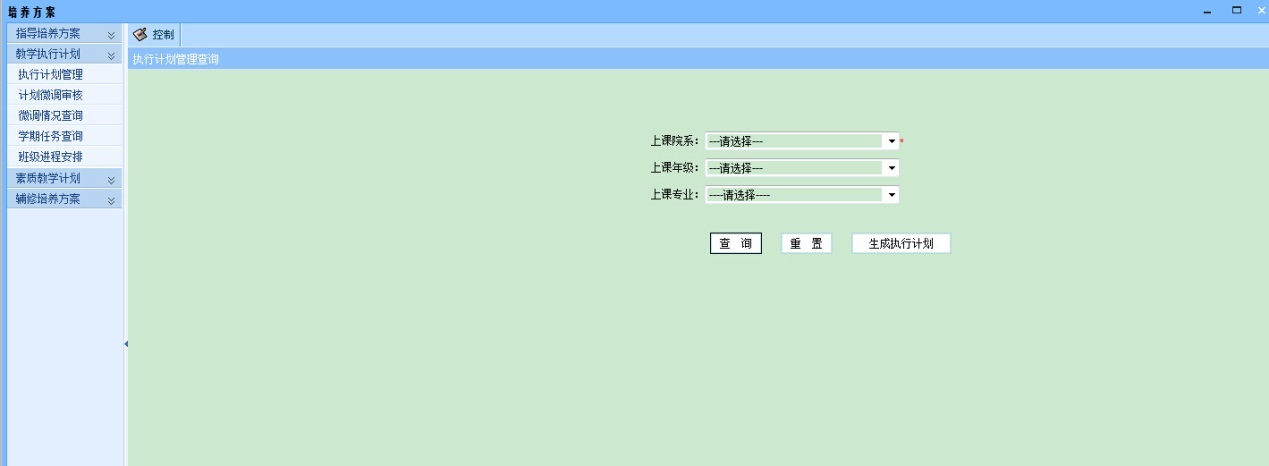 培养方案
指导培养方案
教学执行计划
执行计划管理
计划微调审核
微调情况查询
学期任务查询
班级进程安排
素质教学计划
辅修培养方案
控制
执行计划管理查询
上课院系： ---请选择--- *
上课年级： ---请选择---
上课专业： ----请选择----
查 询 重 置 生成执行计划